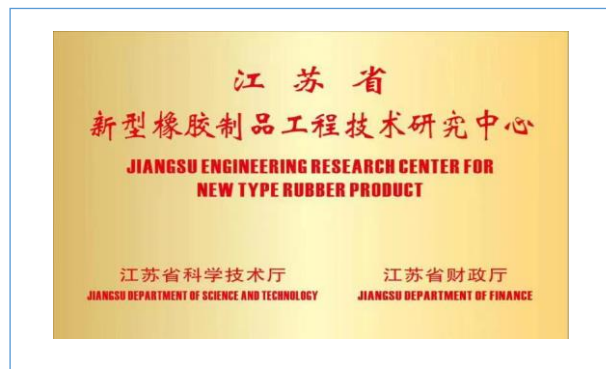 江苏省
新型橡胶制品工程技术研究中心
JIANGSU ENGINEERING RESEARCH CENTER FOR
NEW TYPE RUBBER PRODUCT
江苏省科学技术厅 江苏省财政厅
JIANGSU DEPARTMENT OF SCIENCE AND TECHNOLOGY JIANGSU DEPARTMENT OF FINANCE